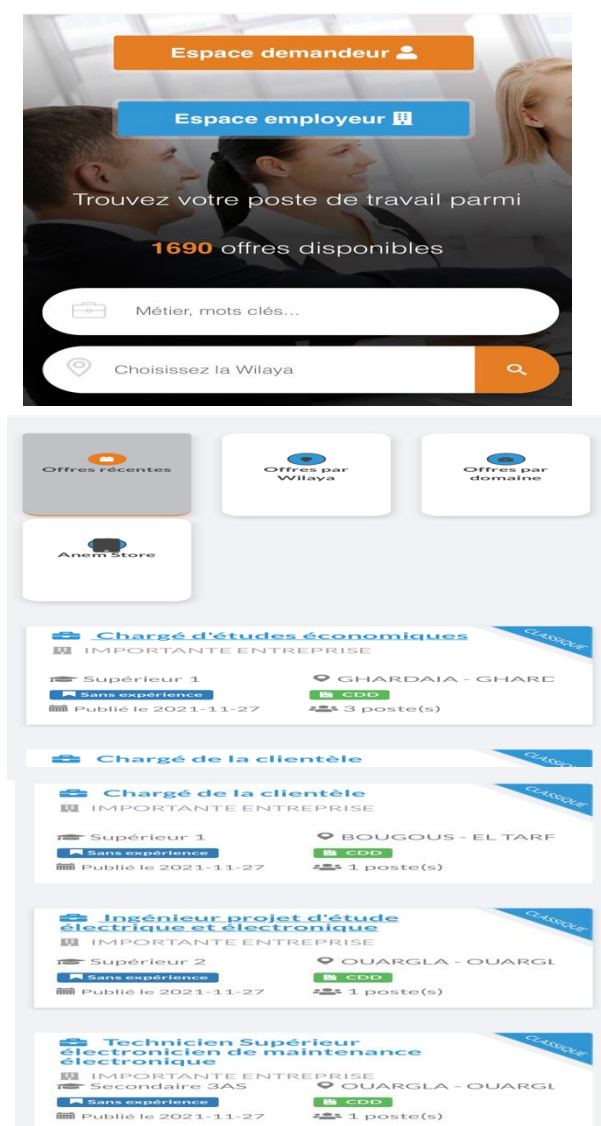 Espace demandeur
Espace employeur
Trouvez votre poste de travail parmi
1690 offres disponibles
Métier, mots clés...
Choisissez la Wilaya
Offres récentes
Offres par
Wilaya
Offres par
domaine
Anem Store
Chargé d'études économiques
CLASSIQUE
IMPORTANTE ENTREPRISE
Supérieur 1
GHARDAIA - GHARD
Sans expérience
CDD
Publié le 2021-11-27
3 poste(s)
Chargé de la clientèle
CLASSIQUE
Chargé de la clientèle
CLASSIQUE
IMPORTANTE ENTREPRISE
Supérieur 1
BOUGOUS - EL TARF
Sans expérience
CDD
Publié le 2021-11-27
1 poste(s)
Ingénieur projet d'étude
électrique et électronique
CLASSIQUE
IMPORTANTE ENTREPRISE
Supérieur 2
OUARGLA - OUARGL
Sans expérience
CDD
Publié le 2021-11-27
1 poste(s)
Technicien Supérieur
électronicien de maintenance
électronique
CLASSIQUE
IMPORTANTE ENTREPRISE
Secondaire 3AS
OUARGLA - OUARGL
Sans expérience
CDD
Publié le 2021-11-27
1 poste(s)